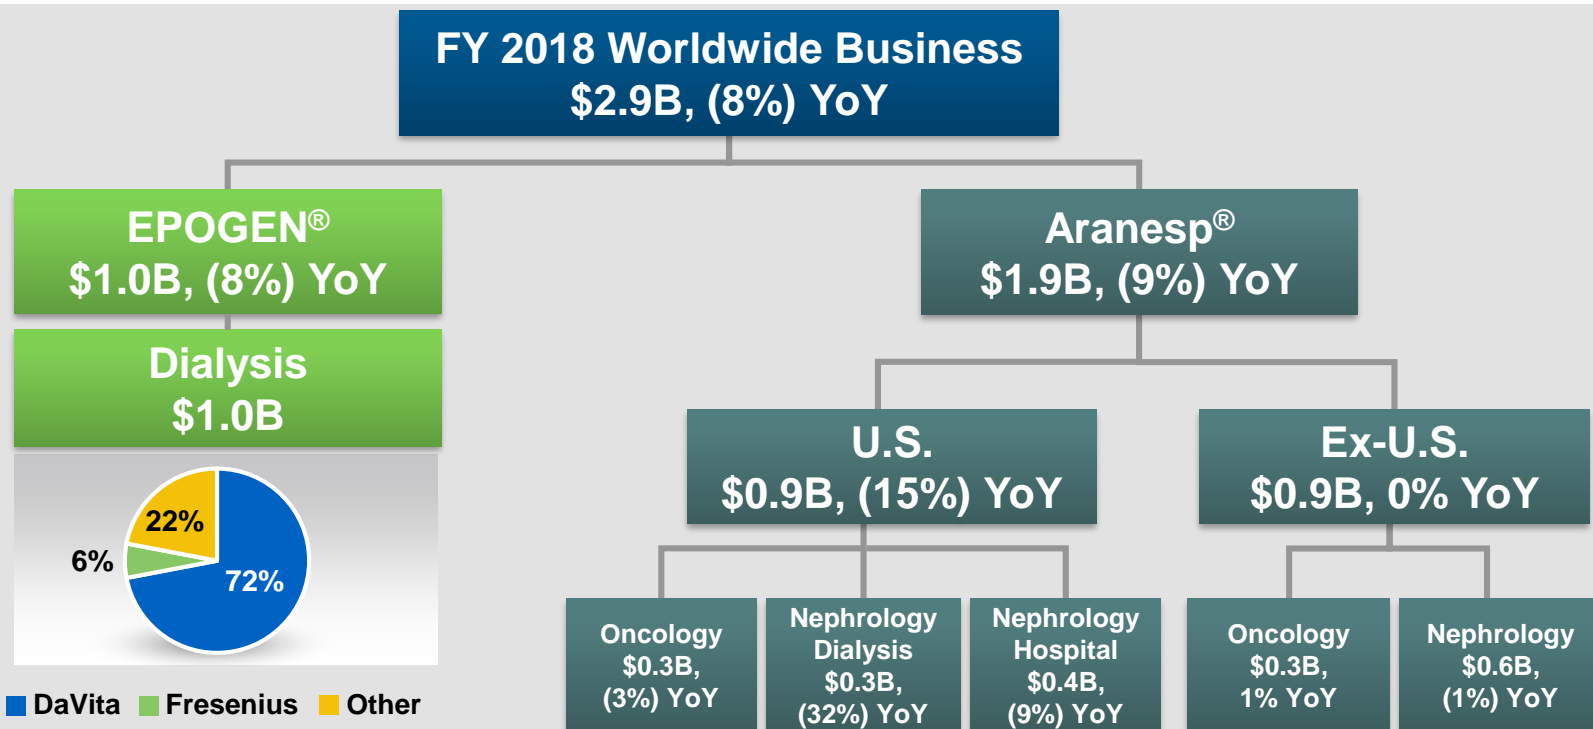 FY 2018 Worldwide Business
$2.9B, (8%) YoY
EPOGEN®
$1.0B, (8%) YoY
Aranesp®
$1.9B, (9%) YoY
Dialysis
$1.0B
U.S.
$0.9B, (15%) YoY
Ex-U.S.
$0.9B, 0% YoY
22%
6%
72%
DaVita
Fresenius
Other
Oncology
$0.3B,
(3%) YoY
Nephrology
Dialysis
$0.3B,
(32%) YoY
Nephrology
Hospital
$0.4B,
(9%) YoY
Oncology
$0.3B,
1% YoY
Nephrology
$0.6B,
(1%) YoY